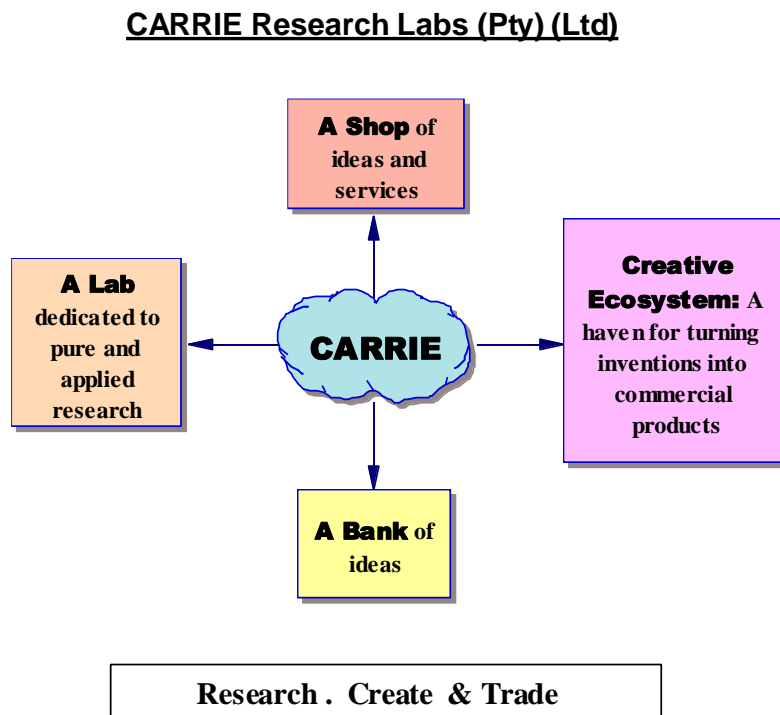 CARRIE Research Labs (Pty) (Ltd)
A Shop of
ideas and
services
A Lab
dedicated to
pure and
applied
research
CARRIE
Creative
Ecosystem: A
haven for turning
inventions into
commercial
products
A Bank of
ideas
Research . Create & Trade